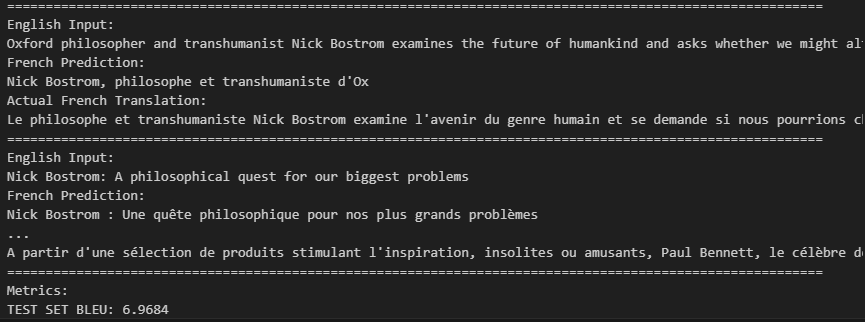 ================================================================================================================
English Input:
Oxford philosopher and transhumanist Nick Bostrom examines the future of humankind and asks whether we might
French Prediction:
Nick Bostrom, philosophe et transhumaniste d'Ox
Actual French Translation:
Le philosophe et transhumaniste Nick Bostrom examine l'avenir du genre humain et se demande si nous pourrions
================================================================================================================
English Input:
Nick Bostrom: A philosophical quest for our biggest problems
French Prediction:
Nick Bostrom : Une quête philosophique pour nos plus grands problèmes
...
A partir d'une sélection de produits stimulant l'inspiration, insolites ou amusants, Paul Bennett, le célèbre
================================================================================================================
Metrics:
TEST SET BLEU: 6.9684